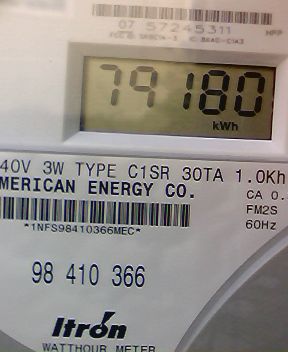 07 57245311
79180
kWh
40V 3W TYPE C1SR 30TA 1.0Kh
MERICAN ENERGY CO.
CA 0.
FM2S
60Hz
*1NFS98410366MEC*
98 410 366
Itrón
WATTHOUR METER